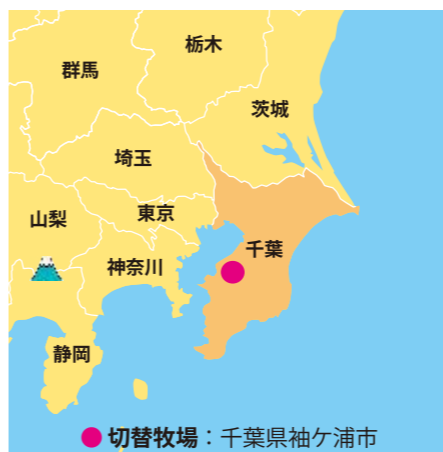 栃木
群馬
茨城
埼玉
東京
山梨
千葉
神奈川
静岡
切替牧場：千葉県袖ケ浦市